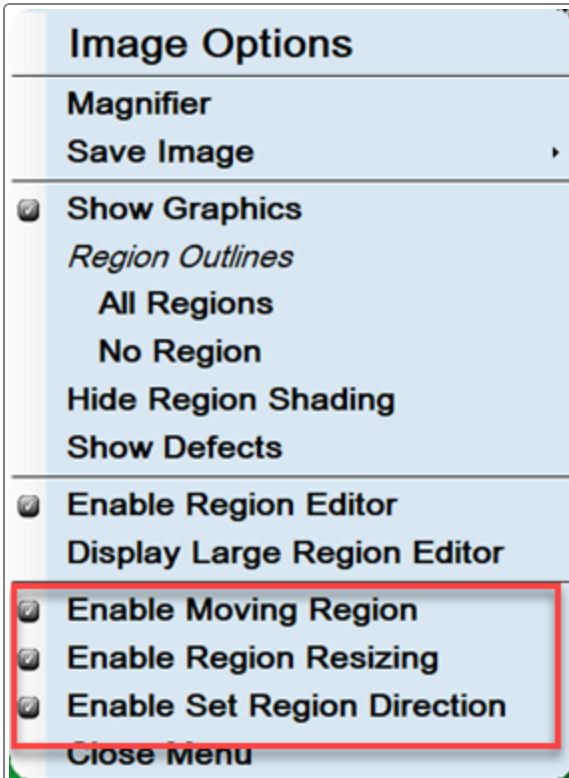 Image Options
Magnifier
Save Image
Show Graphics
Region Outlines
All Regions
No Region
Hide Region Shading
Show Defects
Enable Region Editor
Display Large Region Editor
Enable Moving Region
Enable Region Resizing
Enable Set Region Direction
Close Menu